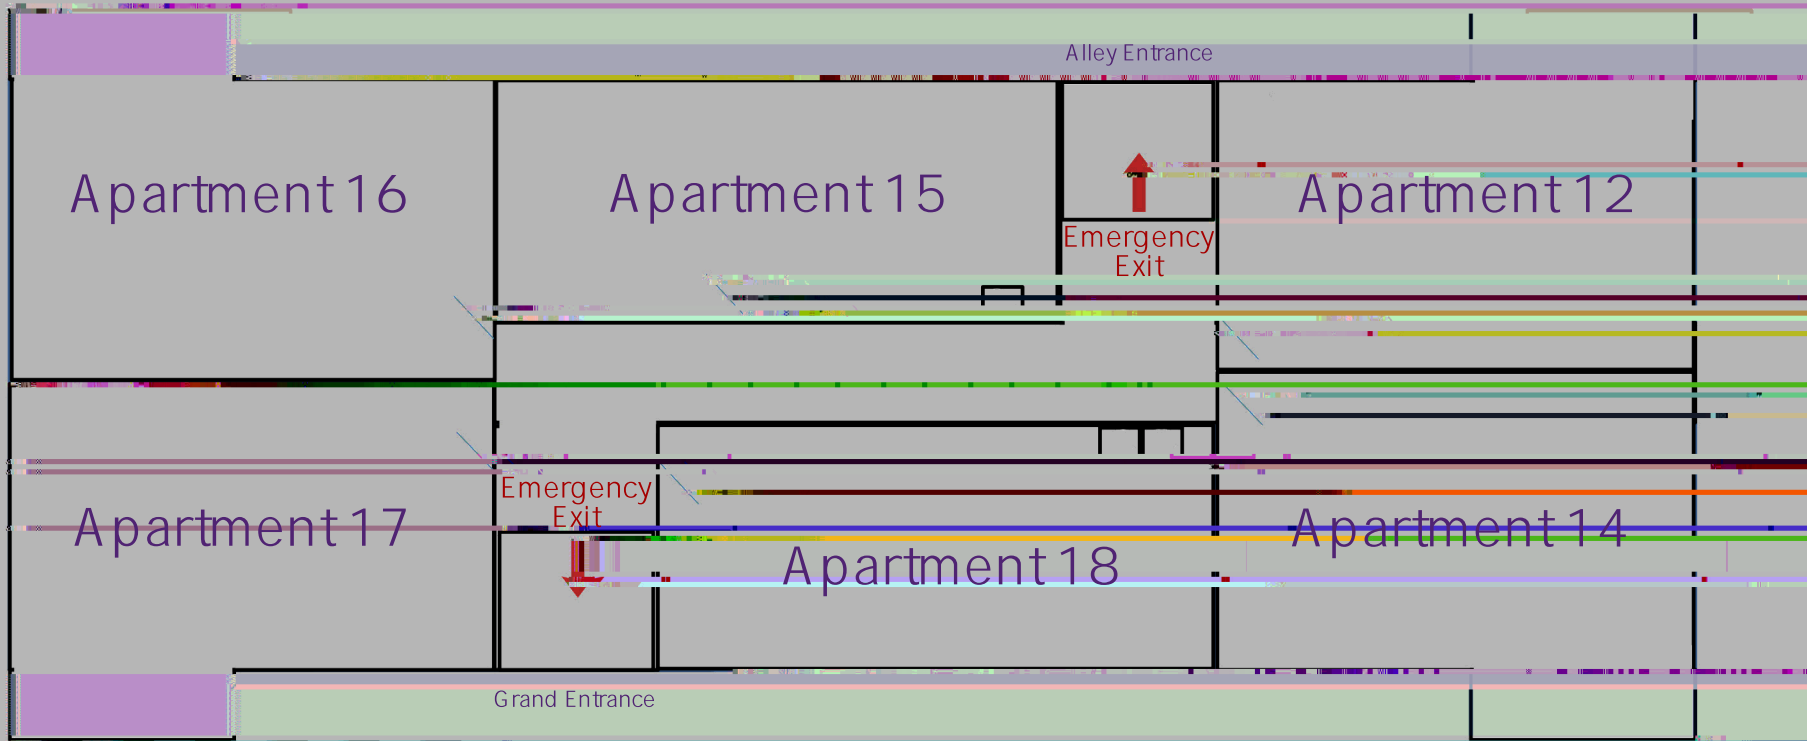 Alley Entrance
Apartment 16
Apartment 15
Apartment 12
Emergency
Exit
Emergency
Exit
Apartment 17
Apartment 18
Apartment 14
Grand Entrance